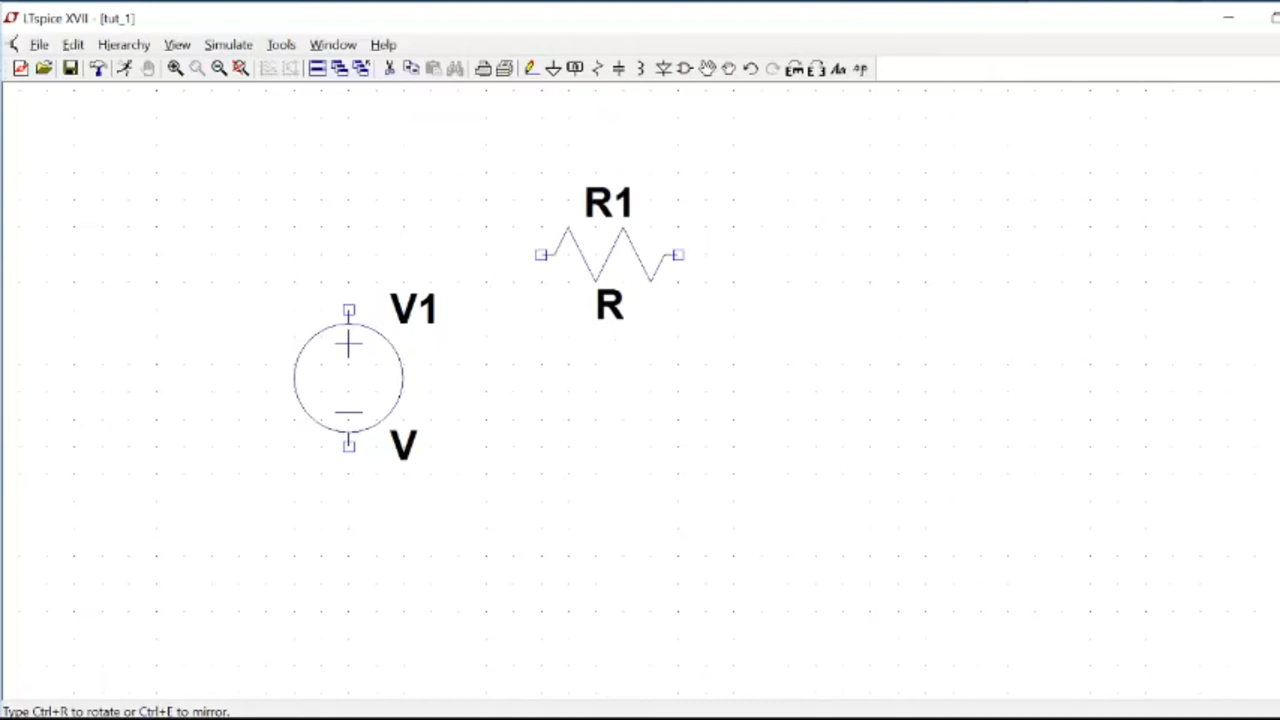 LTspice XVII - [tut_1]
File Edit Hierarchy View Simulate Tools Window Help
R1
R
V1
V
Type Ctrl+R to rotate or Ctrl+E to mirror.